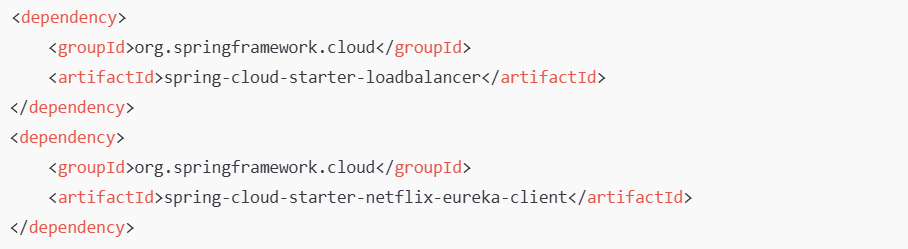 <dependency>
    <groupId>org.springframework.cloud</groupId>
    <artifactId>spring-cloud-starter-loadbalancer</artifactId>
</dependency>
<dependency>
    <groupId>org.springframework.cloud</groupId>
    <artifactId>spring-cloud-starter-netflix-eureka-client</artifactId>
</dependency>